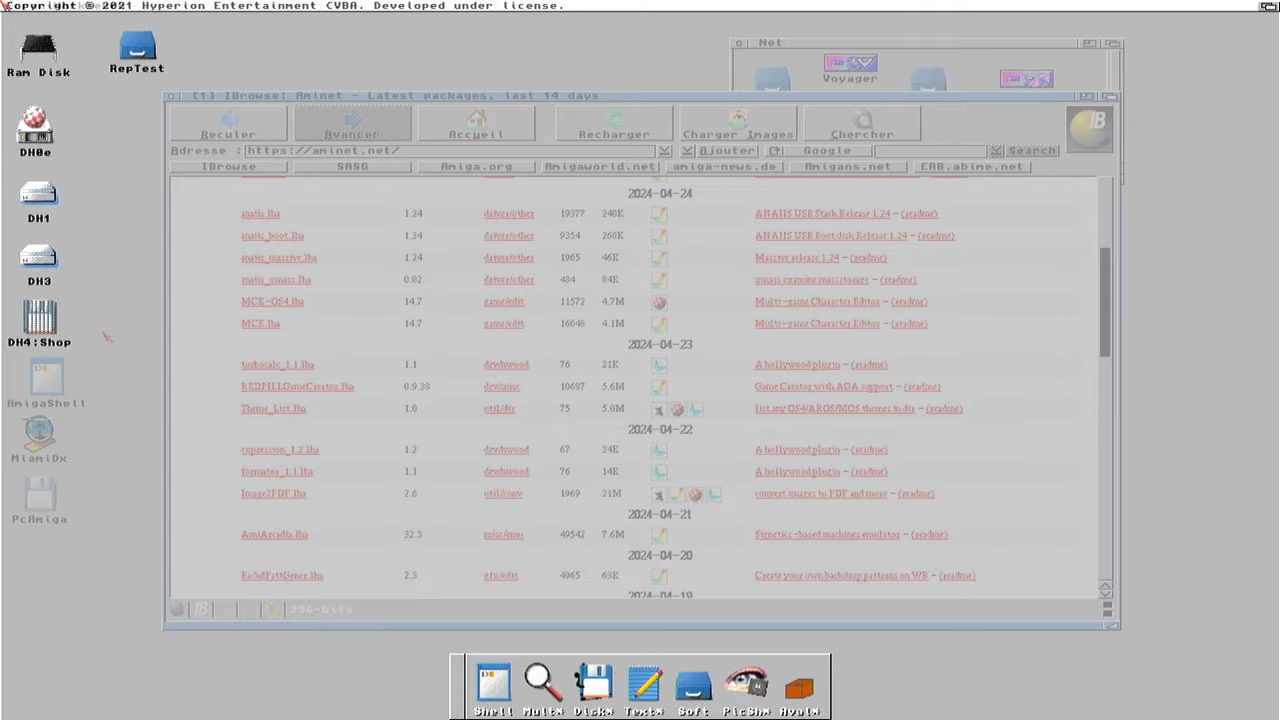 Copyright © 2021 Hyperion Entertainment CVBA. Developed under license.
Ram Disk
RepTest
DH0e
DH1
DH3
DH4:Shop
AmigaShell
MiamiDx
PcAmiga
Net
Voyager
[1] IBrowse: Aminet - Latest packages, last 14 days
Reculer Avancer Accueil Recharger Charger Images Chercher
Adresse : https://aminet.net/ Ajouter Google Search
IBrowse SASG Amiga.org Amigaworld.net amiga-news.de Amigans.net EAB.abime.net
2024-04-24
anaiis.lha 1.24 driver/other 19377 240K ANAIIS USB Stack Release 1.24 - (readme)
anaiis_boot.lha 1.24 driver/other 9354 268K ANAIIS USB Boot disk Release 1.24 - (readme)
anaiis_massive.lha 1.24 driver/other 1965 46K Massive release 1.24 - (readme)
anaiis_xmass.lha 0.02 driver/other 484 84K xmass examine massstorage - (readme)
MCE-OS4.lha 14.7 game/edit 11572 4.7M Multi-game Character Editor - (readme)
MCE.lha 14.7 game/edit 16048 4.1M Multi-game Character Editor - (readme)
2024-04-23
turbocalc_1.1.lha 1.1 dev/hwood 76 21K A hollywood plugin - (readme)
REDPILLGameCreator.lha 0.9.38 dev/misc 10687 5.6M Game Creator with AGA support - (readme)
Theme_List.lha 1.0 util/dir 75 5.0M list any OS4/AROS/MOS themes in dir - (readme)
2024-04-22
expression_1.2.lha 1.2 dev/hwood 67 24K A hollywood plugin - (readme)
formator_1.1.lha 1.1 dev/hwood 76 14K A hollywood plugin - (readme)
Image2PDF.lha 2.6 util/conv 1969 21M convert images to PDF and more - (readme)
2024-04-21
AmiArcadia.lha 32.3 misc/emu 49542 7.6M Signetics-based machines emulator - (readme)
2024-04-20
BackdPattGener.lha 2.3 gfx/edit 4965 63K Create your own backdrop patterns on WB - (readme)
2024-04-19
256-bits
Shell Mult* Disk* Text* Soft PicSh* Aval*